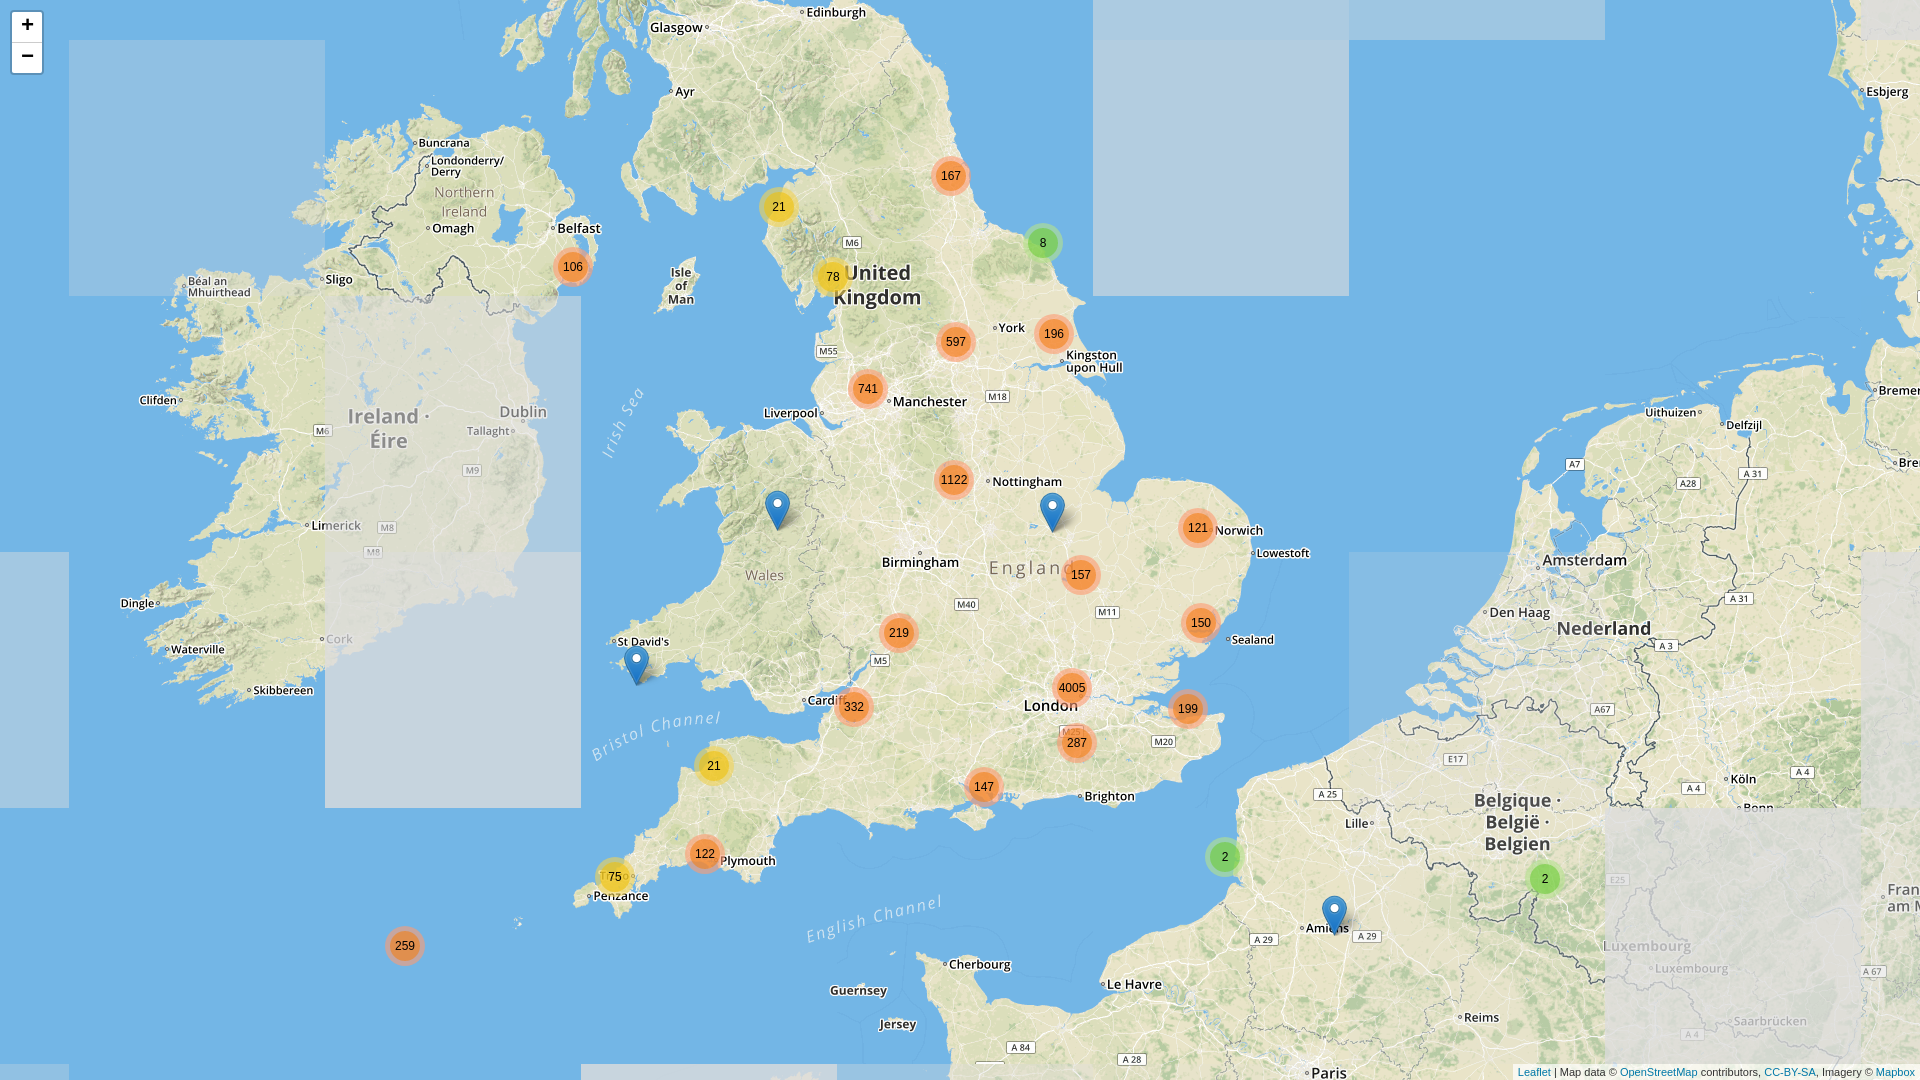 +
−
Glasgow
Edinburgh
Ayr
Esbjerg
Buncrana
Londonderry/
Derry
Northern
Ireland
Omagh
Belfast
106
Sligo
Béal an
Mhuirthead
167
21
M6
8
78
United
Kingdom
Isle
of
Man
York
196
597
M55
Kingston
upon Hull
741
Manchester
M18
Liverpool
Irish Sea
Clifden
Ireland ·
Éire
Dublin
Tallaght
M6
M9
Limerick
M8
M8
Dingle
Cork
Waterville
Skibbereen
1122
Nottingham
121
Norwich
Lowestoft
Birmingham
England
157
Wales
M40
M11
150
Sealand
219
M5
St David's
Cardiff
332
4005
London
199
M25
287
M20
Bristol Channel
21
147
Brighton
122
Plymouth
75
Penzance
259
English Channel
Guernsey
Jersey
Cherbourg
Le Havre
A 84
A 28
A 29
Amiens
A 29
Reims
Paris
2
2
Lille
A 25
E17
Belgique ·
België ·
Belgien
E25
Luxembourg
Luxembourg
Saarbrücken
A 4
A 67
Fran
am M
Bonn
Köln
A 4
A 4
A67
A 3
Nederland
Den Haag
Amsterdam
A 31
A 31
A28
A7
Uithuizen
Delfzijl
Bremer
Bre
Leaflet | Map data © OpenStreetMap contributors, CC-BY-SA, Imagery © Mapbox